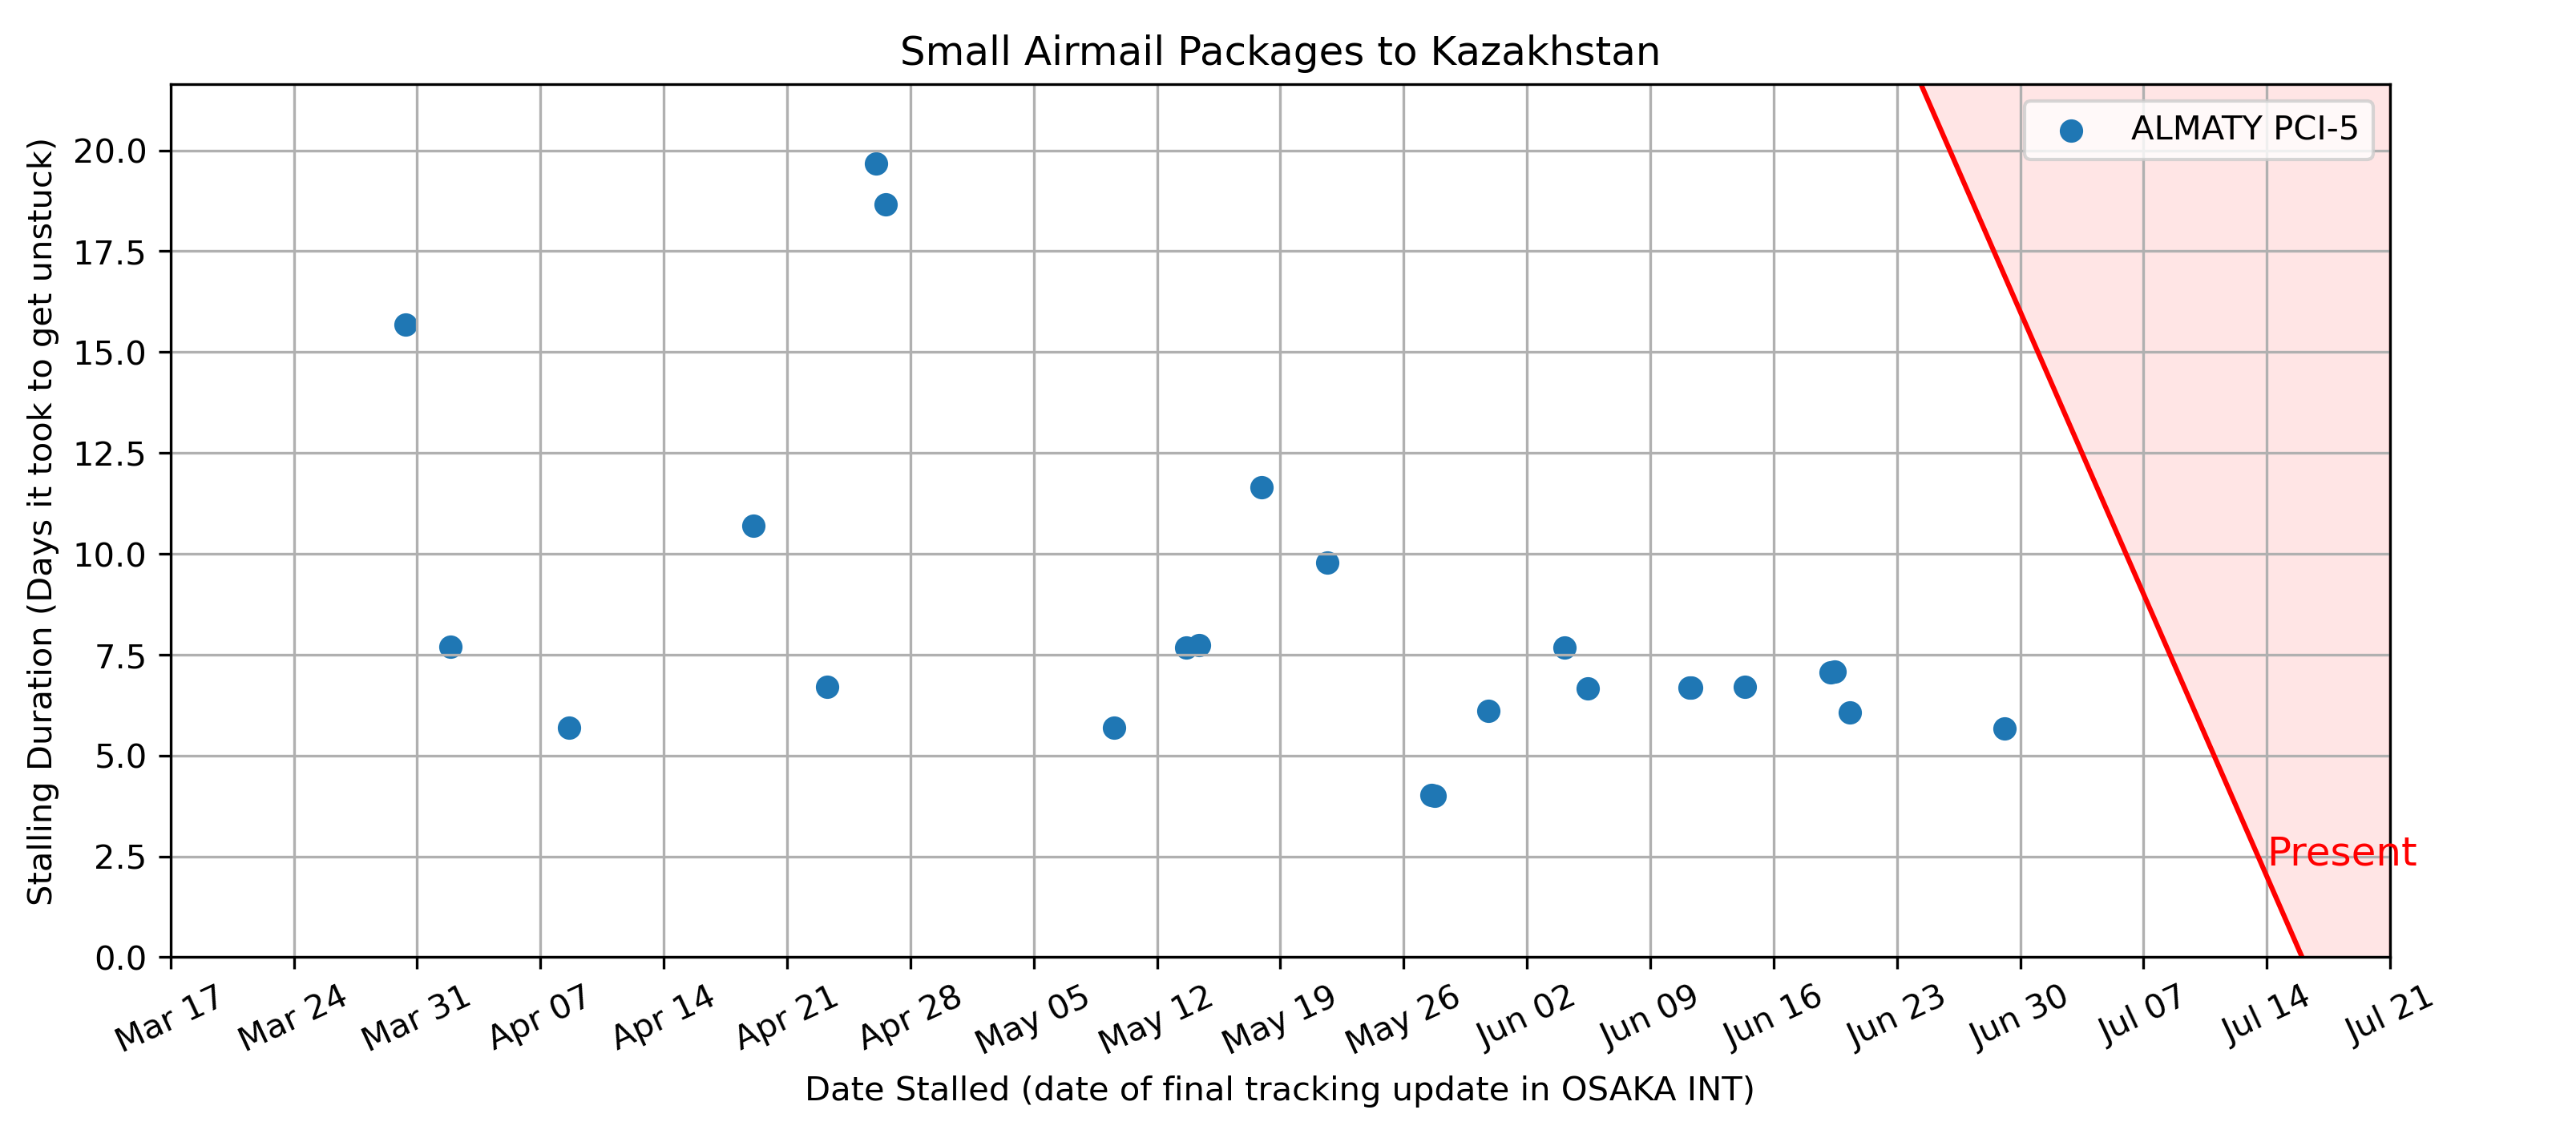 Small Airmail Packages to Kazakhstan
ALMATY PCI-5
Stalling Duration (Days it took to get unstuck)
20.0
17.5
15.0
12.5
10.0
7.5
5.0
2.5
0.0
Present
Mar 17
Mar 24
Mar 31
Apr 07
Apr 14
Apr 21
Apr 28
May 05
May 12
May 19
May 26
Jun 02
Jun 09
Jun 16
Jun 23
Jun 30
Jul 07
Jul 14
Jul 21
Date Stalled (date of final tracking update in OSAKA INT)